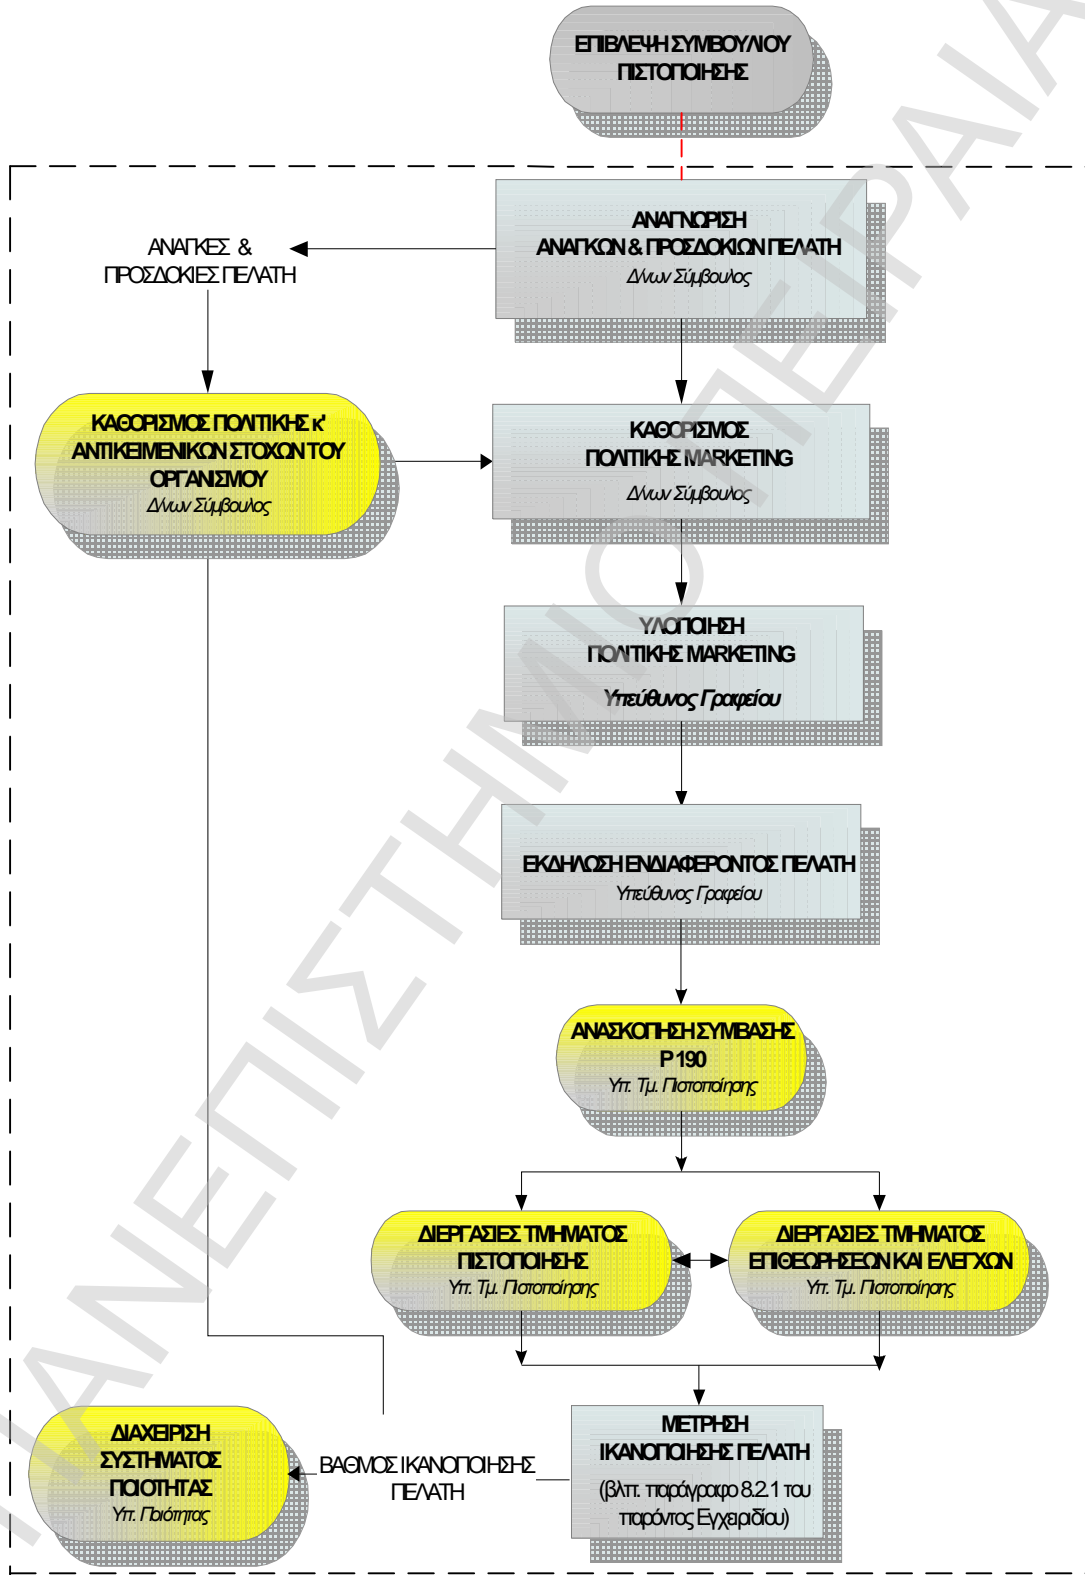 ΕΠΙΒΛΕΨΗ ΣΥΜΒΟΥΛΙΟΥ
ΠΙΣΤΟΠΟΙΗΣΗΣ
ΑΝΑΓΝΩΡΙΣΗ
ΑΝΑΓΚΩΝ & ΠΡΟΣΔΟΚΙΩΝ ΠΕΛΑΤΗ
Δ/νων Σύμβουλος
ΑΝΑΓΚΕΣ &
ΠΡΟΣΔΟΚΙΕΣ ΠΕΛΑΤΗ
ΚΑΘΟΡΙΣΜΟΣ ΠΟΛΙΤΙΚΗΣ κ'
ΑΝΤΙΚΕΙΜΕΝΙΚΩΝ ΣΤΟΧΩΝ ΤΟΥ
ΟΡΓΑΝΙΣΜΟΥ
Δ/νων Σύμβουλος
ΚΑΘΟΡΙΣΜΟΣ
ΠΟΛΙΤΙΚΗΣ MARKETING
Δ/νων Σύμβουλος
ΥΛΟΠΟΙΗΣΗ
ΠΟΛΙΤΙΚΗΣ MARKETING
Υπεύθυνος Γραφείου
ΕΚΔΗΛΩΣΗ ΕΝΔΙΑΦΕΡΟΝΤΟΣ ΠΕΛΑΤΗ
Υπεύθυνος Γραφείου
ΑΝΑΣΚΟΠΗΣΗ ΣΥΜΒΑΣΗΣ
P 190
Υπ. Τμ. Πιστοποίησης
ΔΙΕΡΓΑΣΙΕΣ ΤΜΗΜΑΤΟΣ
ΠΙΣΤΟΠΟΙΗΣΗΣ
Υπ. Τμ. Πιστοποίησης
ΔΙΕΡΓΑΣΙΕΣ ΤΜΗΜΑΤΟΣ
ΕΠΙΘΕΩΡΗΣΕΩΝ ΚΑΙ ΕΛΕΓΧΩΝ
Υπ. Τμ. Πιστοποίησης
ΜΕΤΡΗΣΗ
ΙΚΑΝΟΠΟΙΗΣΗΣ ΠΕΛΑΤΗ
(βλπ. παράγραφο 8.2.1 του
παρόντος Εγχειριδίου)
ΒΑΘΜΟΣ ΙΚΑΝΟΠΟΙΗΣΗΣ
ΠΕΛΑΤΗ
ΔΙΑΧΕΙΡΙΣΗ
ΣΥΣΤΗΜΑΤΟΣ
ΠΟΙΟΤΗΤΑΣ
Υπ. Ποιότητας
ΠΑΝΕΠΙΣΤΗΜΙΟ ΠΕΙΡΑΙΑ